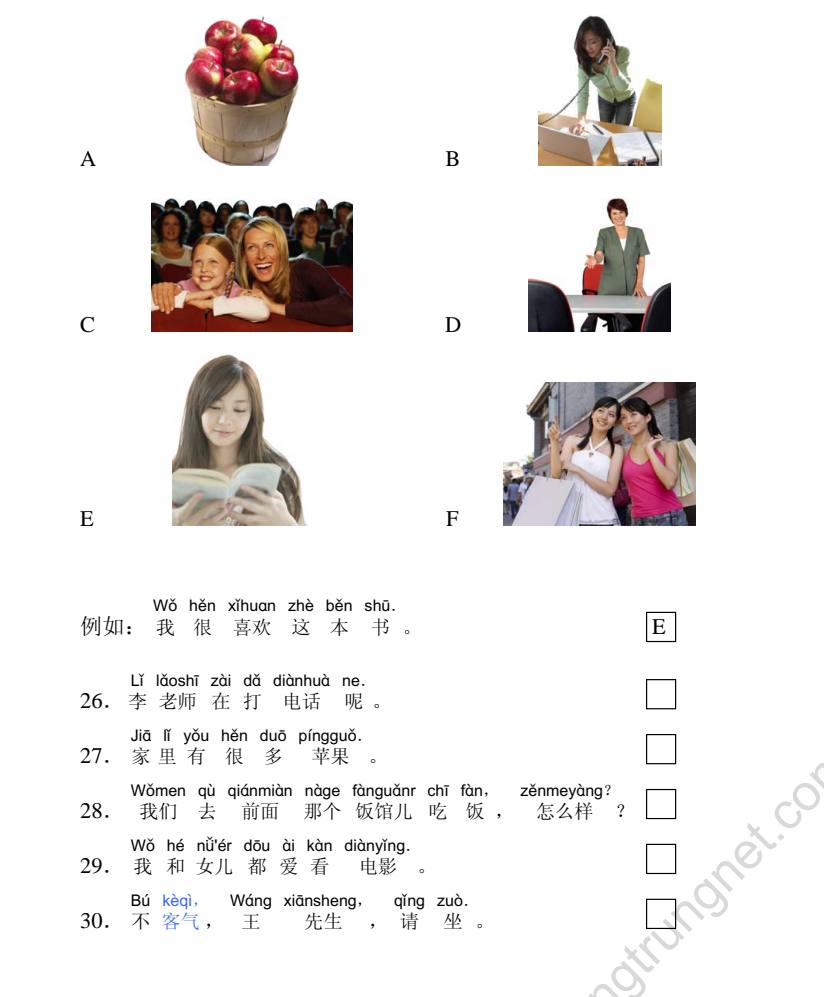 A
B
C
D
E
F
Wǒ hěn xǐhuan zhè běn shū.
例如： 我 很 喜欢 这 本 书 。 E
Lǐ lǎoshī zài dǎ diànhuà ne.
26. 李 老师 在 打 电话 呢 。
Jiā lǐ yǒu hěn duō píngguǒ.
27. 家 里 有 很 多 苹果 。
Wǒmen qù qiánmiàn nàge fànguǎnr chī fàn, zěnmeyàng?
28. 我们 去 前面 那个 饭馆儿 吃 饭 ， 怎么样 ？
Wǒ hé nǚ'ér dōu ài kàn diànyǐng.
29. 我 和 女儿 都 爱 看 电影 。
Bú kèqì, Wáng xiānsheng, qǐng zuò.
30. 不 客气 ， 王 先生 ， 请 坐 。
ngtrungnet.co